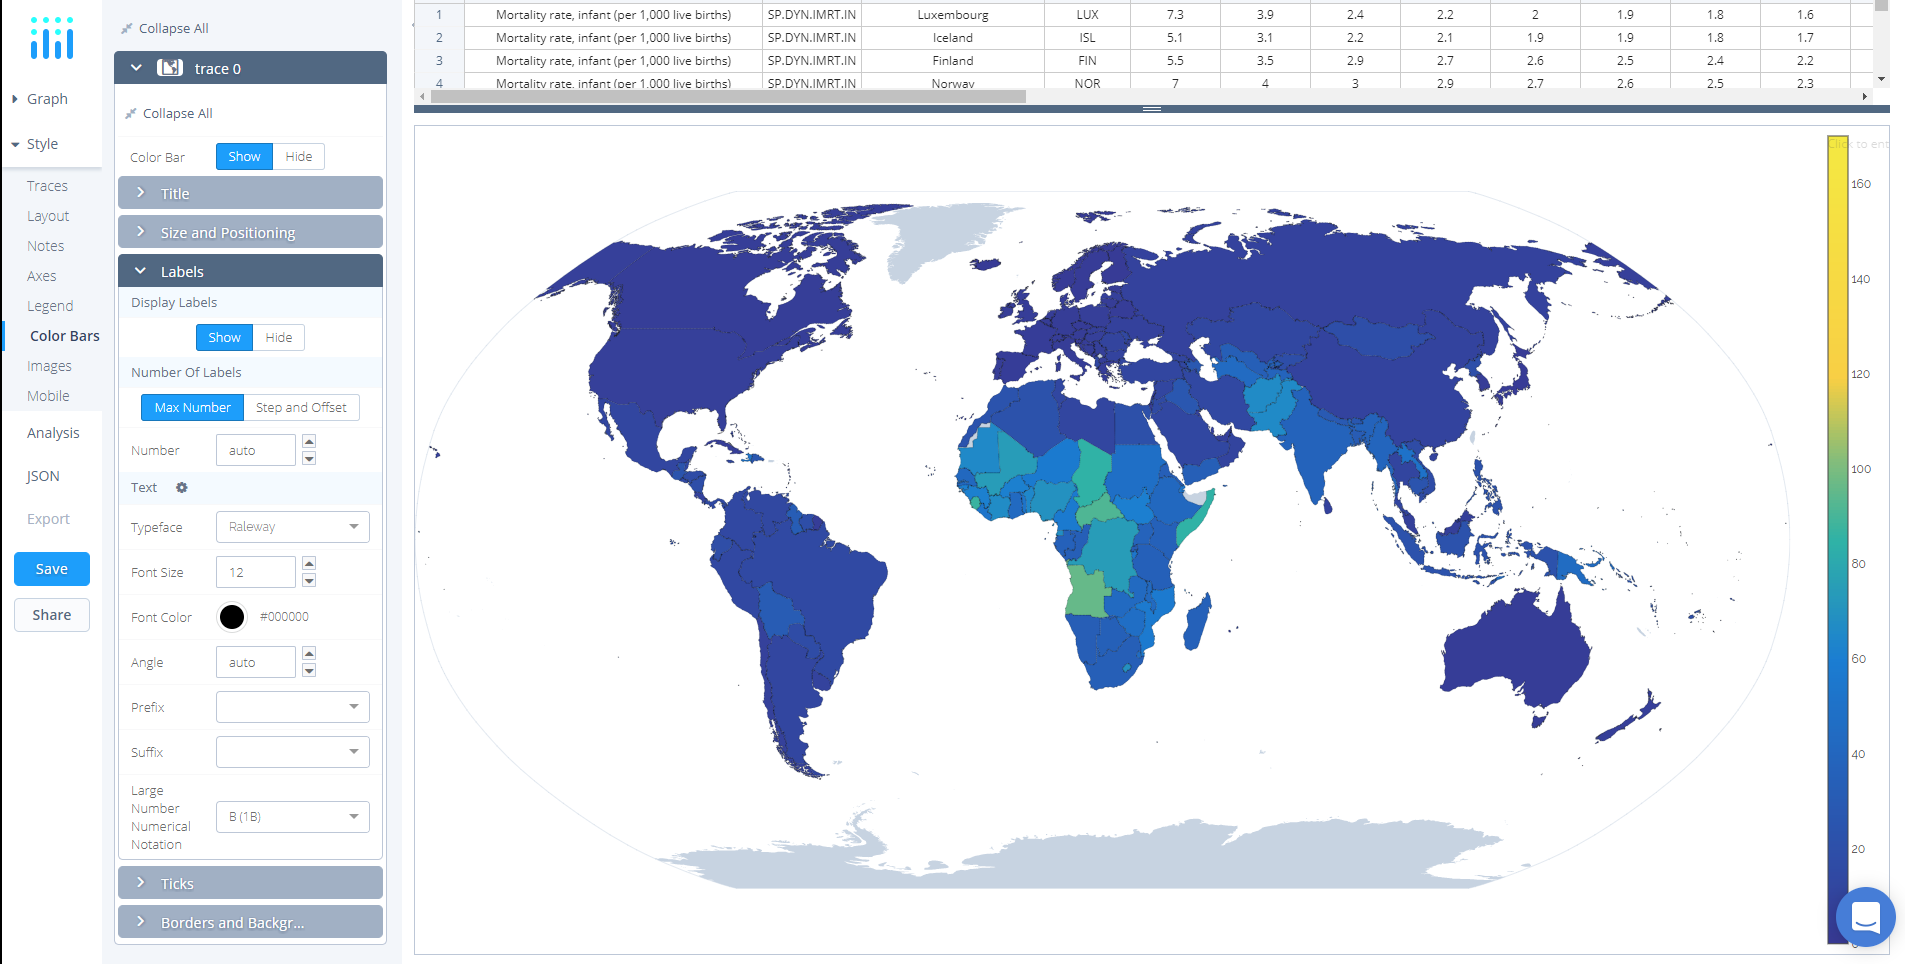 Collapse All
trace 0
Graph
Collapse All
Style
Color Bar Show Hide
Traces
Title
Layout
Size and Positioning
Notes
Axes
Labels
Legend
Display Labels
Color Bars
Show Hide
Images
Number Of Labels
Mobile
Max Number Step and Offset
Analysis
Number auto
JSON
Text
Export
Typeface Raleway
Save
Font Size 12
Share
Font Color #000000
Angle auto
Prefix
Suffix
Large
Number
Numerical
Notation
B (1B)
Ticks
Borders and Backgr...
1 Mortality rate, infant (per 1,000 live births) SP.DYN.IMRT.IN Luxembourg LUX 7.3 3.9 2.4 2.2 2 1.9 1.8 1.6
2 Mortality rate, infant (per 1,000 live births) SP.DYN.IMRT.IN Iceland ISL 5.1 3.1 2.2 2.1 1.9 1.9 1.8 1.7
3 Mortality rate, infant (per 1,000 live births) SP.DYN.IMRT.IN Finland FIN 5.5 3.5 2.9 2.7 2.6 2.5 2.4 2.2
4 Mortality rate, infant (per 1,000 live births) SP.DYN.IMRT.IN Norway NOR 7 4 3 2.9 2.7 2.6 2.5 2.3
Click to ent
160
140
120
100
80
60
40
20